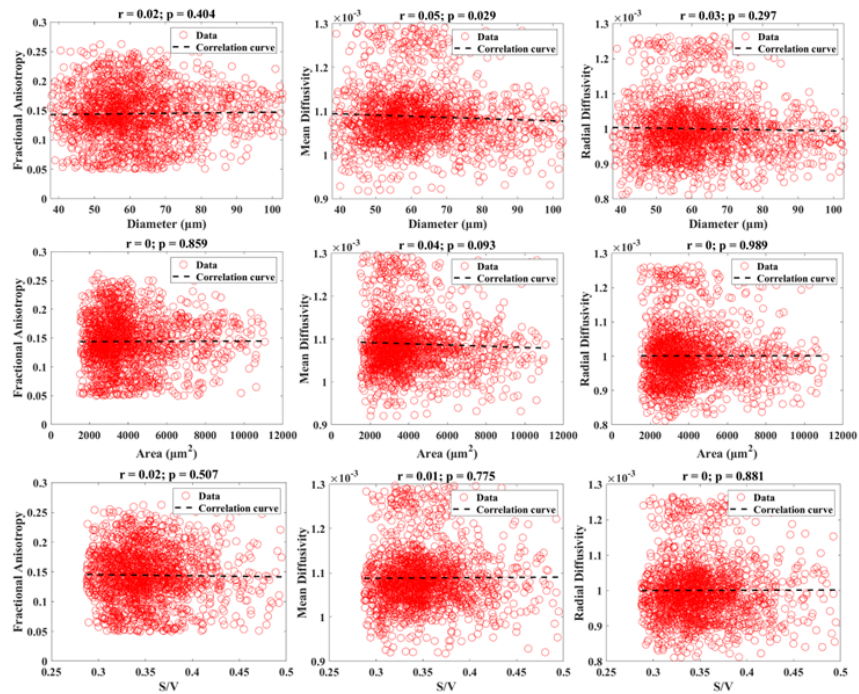 r = 0.02; p = 0.404
Fractional Anisotropy
0.3
0.25
0.2
0.15
0.1
0.05
0
Data
Correlation curve
40 50 60 70 80 90 100
Diameter (µm)
r = 0.05; p = 0.029
×10⁻³
Mean Diffusivity
1.3
1.2
1.1
1
0.9
Data
Correlation curve
40 50 60 70 80 90 100
Diameter (µm)
r = 0.03; p = 0.297
×10⁻³
Radial Diffusivity
1.3
1.2
1.1
1
0.9
0.8
Data
Correlation curve
40 50 60 70 80 90 100
Diameter (µm)
r = 0; p = 0.859
Fractional Anisotropy
0.3
0.25
0.2
0.15
0.1
0.05
0
Data
Correlation curve
0 2000 4000 6000 8000 10000 12000
Area (µm²)
r = 0.04; p = 0.093
×10⁻³
Mean Diffusivity
1.3
1.2
1.1
1
0.9
Data
Correlation curve
0 2000 4000 6000 8000 10000 12000
Area (µm²)
r = 0; p = 0.989
×10⁻³
Radial Diffusivity
1.3
1.2
1.1
1
0.9
0.8
Data
Correlation curve
0 2000 4000 6000 8000 10000 12000
Area (µm²)
r = 0.02; p = 0.507
Fractional Anisotropy
0.3
0.25
0.2
0.15
0.1
0.05
0
Data
Correlation curve
0.25 0.3 0.35 0.4 0.45 0.5
S/V
r = 0.01; p = 0.775
×10⁻³
Mean Diffusivity
1.3
1.2
1.1
1
0.9
Data
Correlation curve
0.25 0.3 0.35 0.4 0.45 0.5
S/V
r = 0; p = 0.881
×10⁻³
Radial Diffusivity
1.3
1.2
1.1
1
0.9
0.8
Data
Correlation curve
0.25 0.3 0.35 0.4 0.45 0.5
S/V